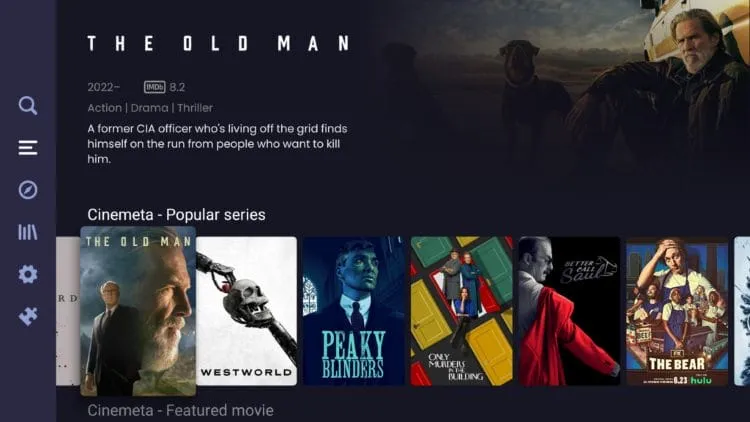 THE OLD MAN
2022– IMDb 8.2
Action | Drama | Thriller
A former CIA officer who's living off the grid finds
himself on the run from people who want to kill
him.
Cinemeta - Popular series
THE OLD MAN
WESTWORLD
PEAKY
BLINDERS
ONLY
MURDERS
IN THE
BUILDING
BETTER
CALL
Saul
FX
THE BEAR
6.23 hulu
Cinemeta - Featured movie